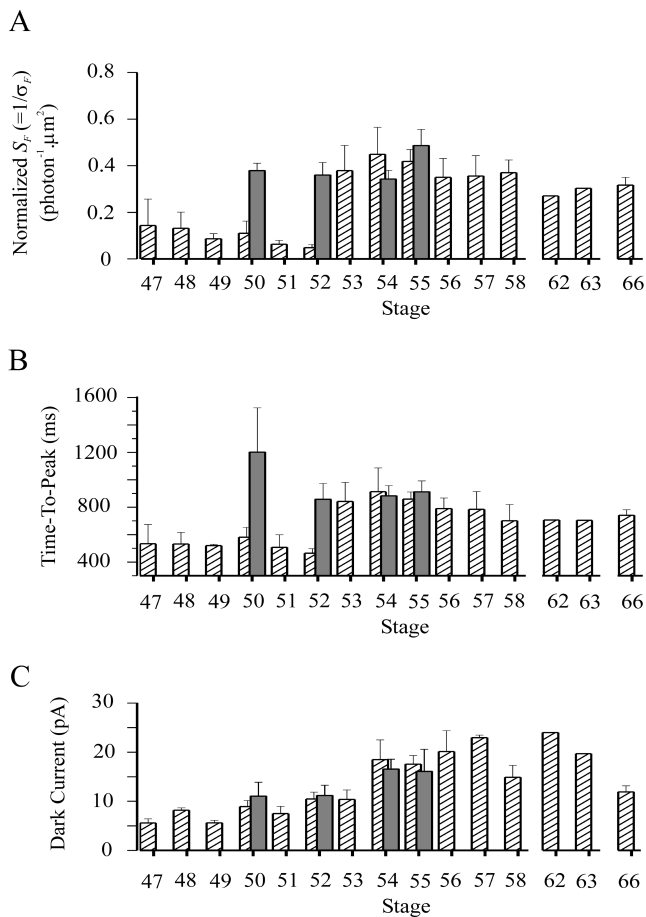 A
Normalized S_F (=1/σ_F)
(photon⁻¹.μm²)
0.8
0.6
0.4
0.2
0
47 48 49 50 51 52 53 54 55 56 57 58 62 63 66
Stage
B
Time-To-Peak (ms)
1600
1200
800
400
47 48 49 50 51 52 53 54 55 56 57 58 62 63 66
Stage
C
Dark Current (pA)
30
20
10
0
47 48 49 50 51 52 53 54 55 56 57 58 62 63 66
Stage